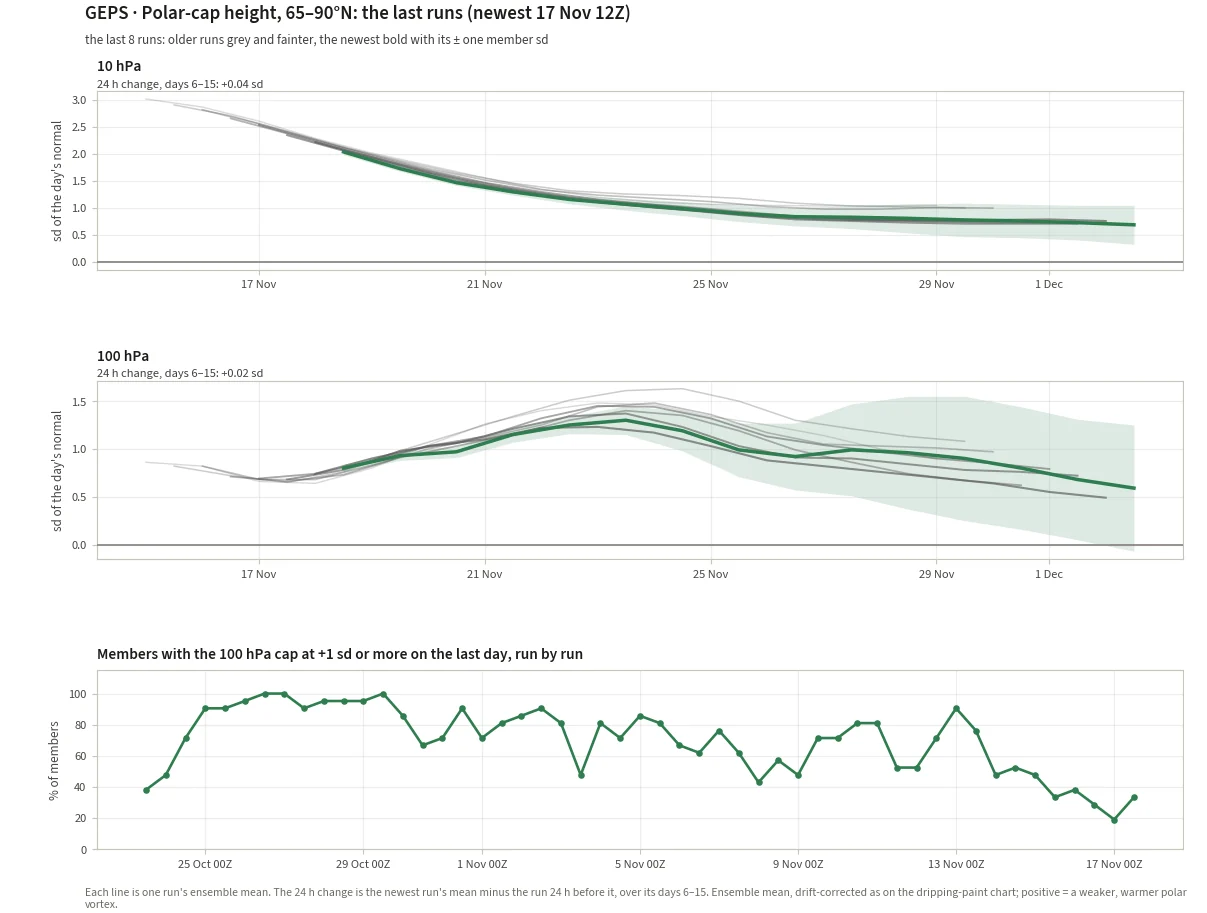 GEPS · Polar-cap height, 65–90°N: the last runs (newest 17 Nov 12Z)
the last 8 runs: older runs grey and fainter, the newest bold with its ± one member sd
10 hPa
24 h change, days 6–15: +0.04 sd
sd of the day's normal
3.0
2.5
2.0
1.5
1.0
0.5
0.0
17 Nov
21 Nov
25 Nov
29 Nov
1 Dec
100 hPa
24 h change, days 6–15: +0.02 sd
sd of the day's normal
1.5
1.0
0.5
0.0
17 Nov
21 Nov
25 Nov
29 Nov
1 Dec
Members with the 100 hPa cap at +1 sd or more on the last day, run by run
% of members
100
80
60
40
20
0
25 Oct 00Z
29 Oct 00Z
1 Nov 00Z
5 Nov 00Z
9 Nov 00Z
13 Nov 00Z
17 Nov 00Z
Each line is one run's ensemble mean. The 24 h change is the newest run's mean minus the run 24 h before it, over its days 6–15. Ensemble mean, drift-corrected as on the dripping-paint chart; positive = a weaker, warmer polar
vortex.